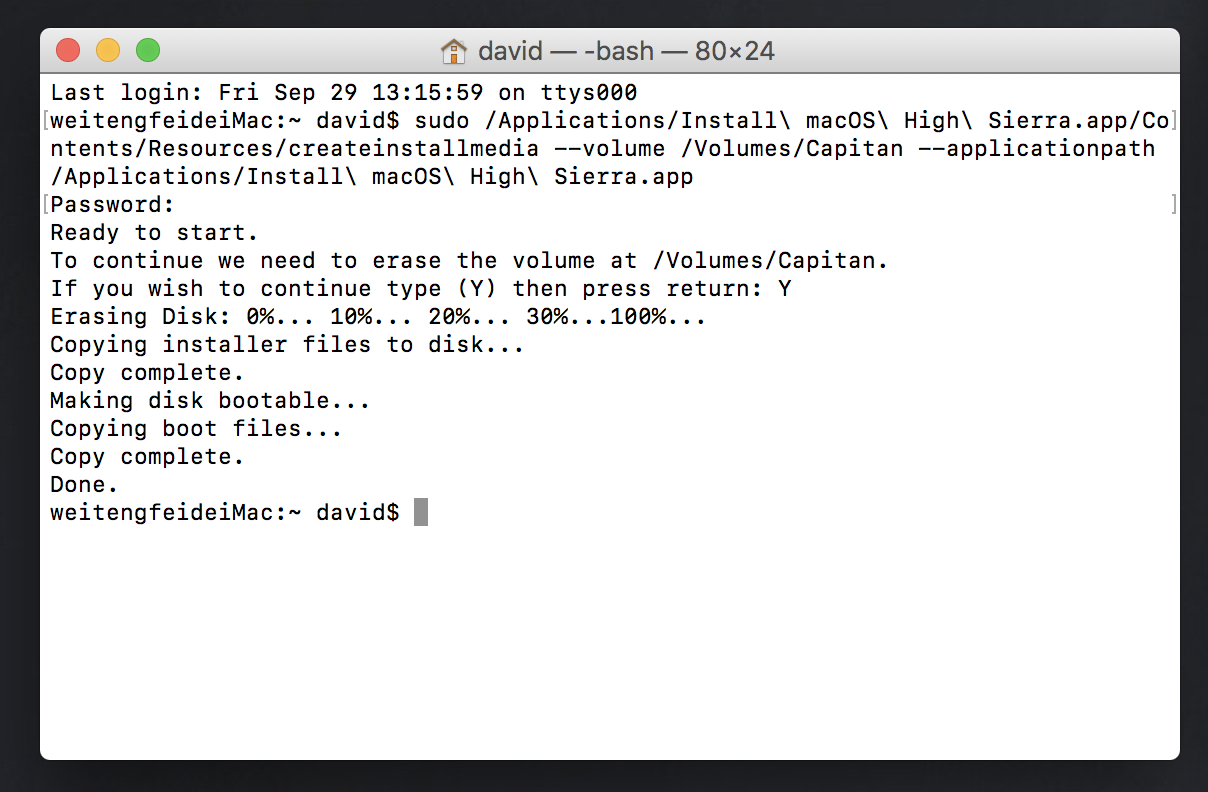 david — -bash — 80×24
Last login: Fri Sep 29 13:15:59 on ttys000
[weitengfeideiMac:~ david$ sudo /Applications/Install\ macOS\ High\ Sierra.app/Co]
ntents/Resources/createinstallmedia --volume /Volumes/Capitan --applicationpath
/Applications/Install\ macOS\ High\ Sierra.app
[Password: ]
Ready to start.
To continue we need to erase the volume at /Volumes/Capitan.
If you wish to continue type (Y) then press return: Y
Erasing Disk: 0%... 10%... 20%... 30%...100%...
Copying installer files to disk...
Copy complete.
Making disk bootable...
Copying boot files...
Copy complete.
Done.
weitengfeideiMac:~ david$